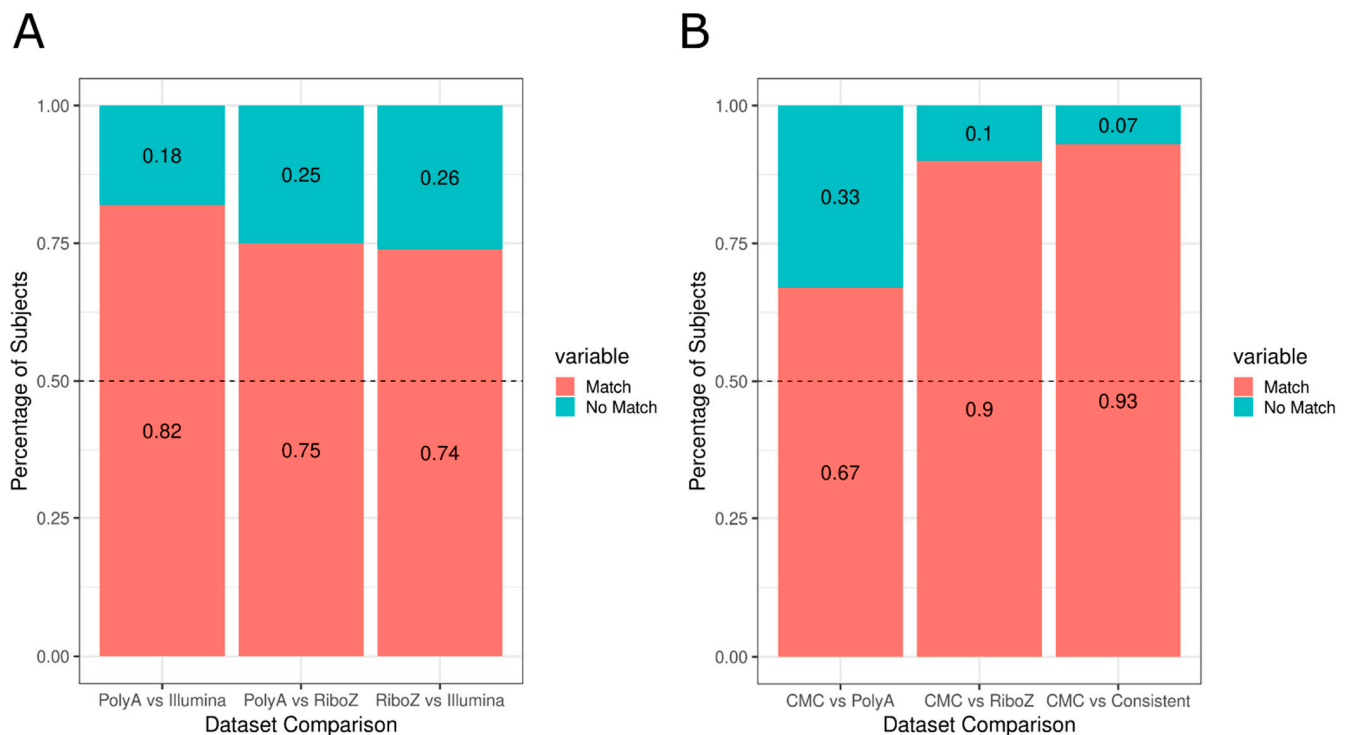 A
Percentage of Subjects
1.00
0.75
0.50
0.25
0.00
0.18
0.25
0.26
0.82
0.75
0.74
PolyA vs Illumina PolyA vs RiboZ RiboZ vs Illumina
Dataset Comparison
variable
Match
No Match
B
Percentage of Subjects
1.00
0.75
0.50
0.25
0.00
0.33
0.1
0.07
0.67
0.9
0.93
CMC vs PolyA CMC vs RiboZ CMC vs Consistent
Dataset Comparison
variable
Match
No Match